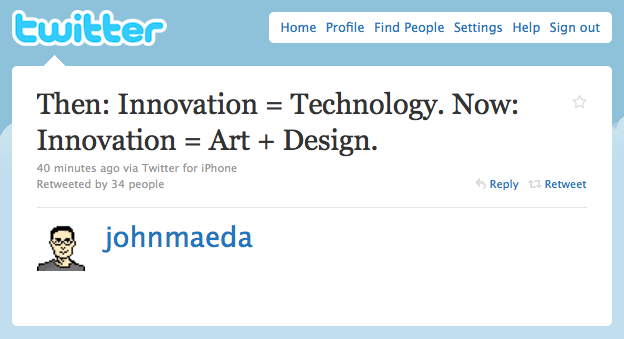 twitter
Home Profile Find People Settings Help Sign out
Then: Innovation = Technology. Now:
Innovation = Art + Design.
40 minutes ago via Twitter for iPhone
Retweeted by 34 people
Reply Retweet
johnmaeda